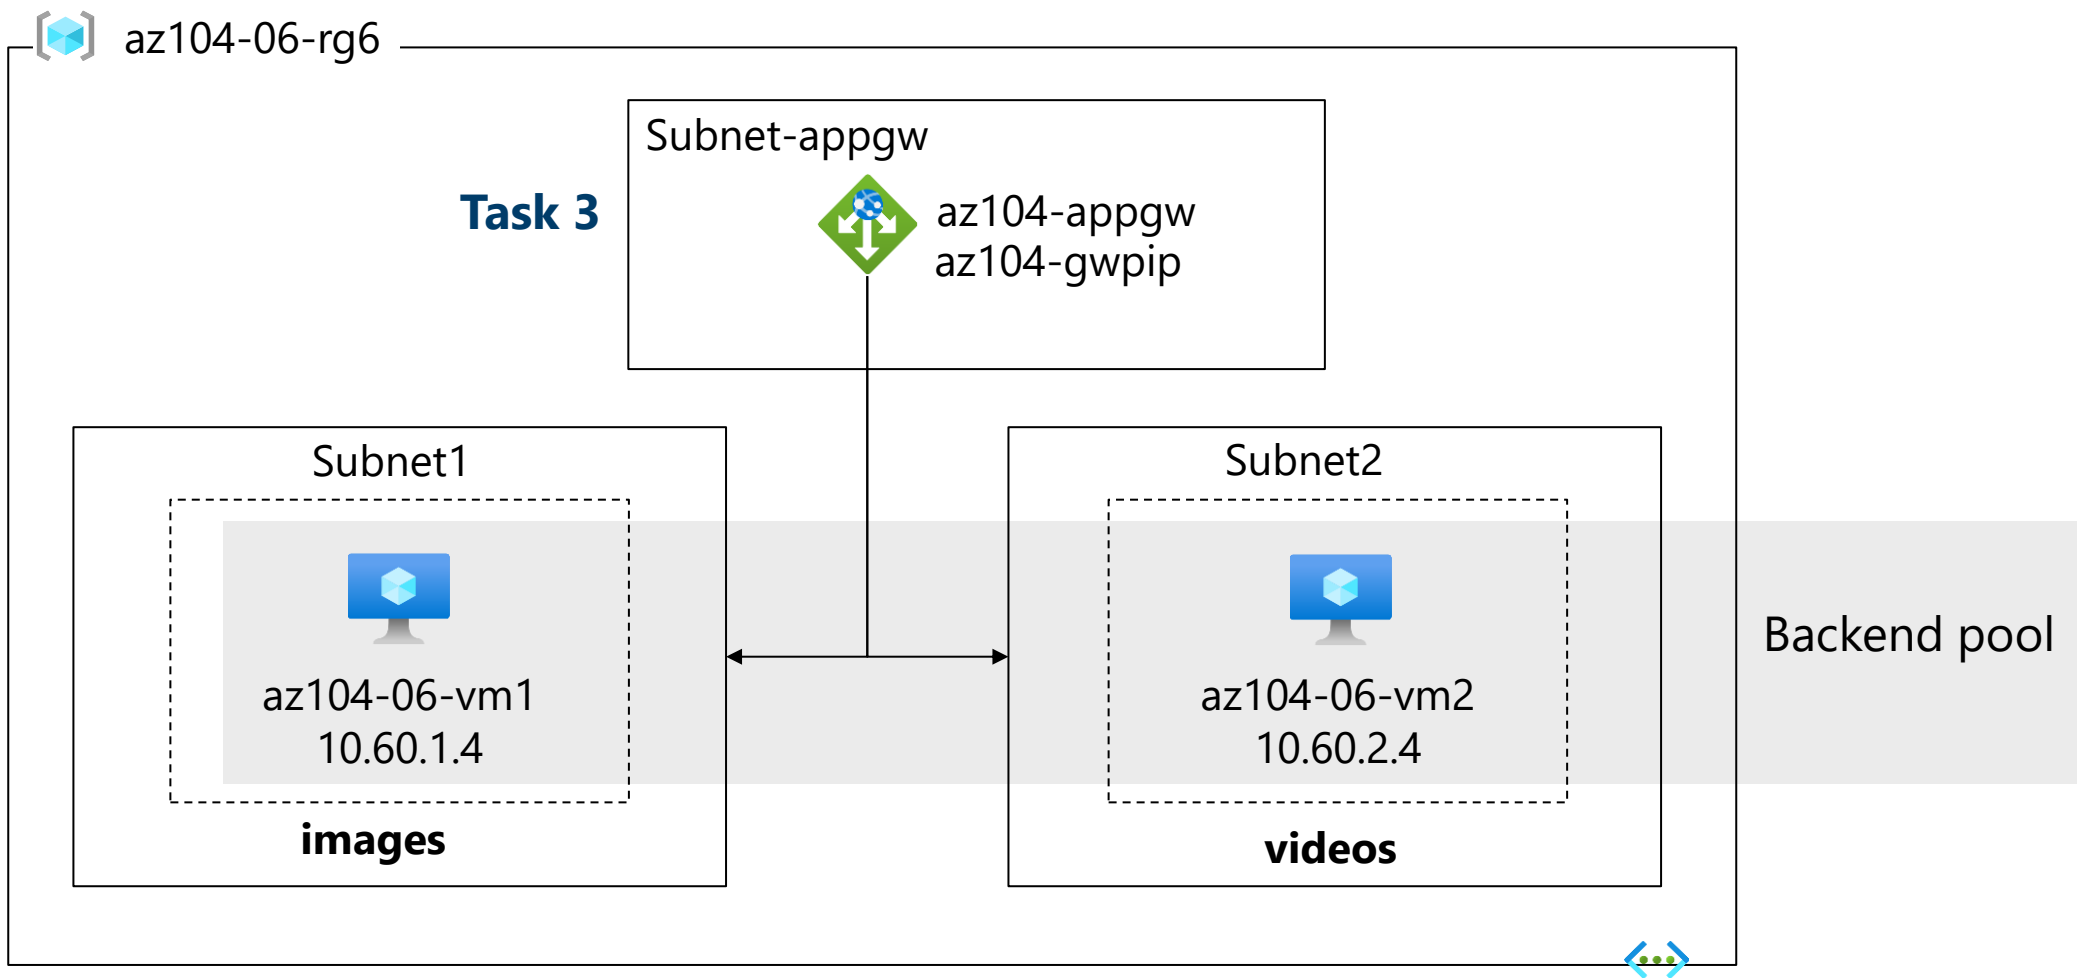 az104-06-rg6
Subnet-appgw
Task 3
az104-appgw
az104-gwpip
Subnet1
Subnet2
az104-06-vm1
10.60.1.4
az104-06-vm2
10.60.2.4
Backend pool
images
videos